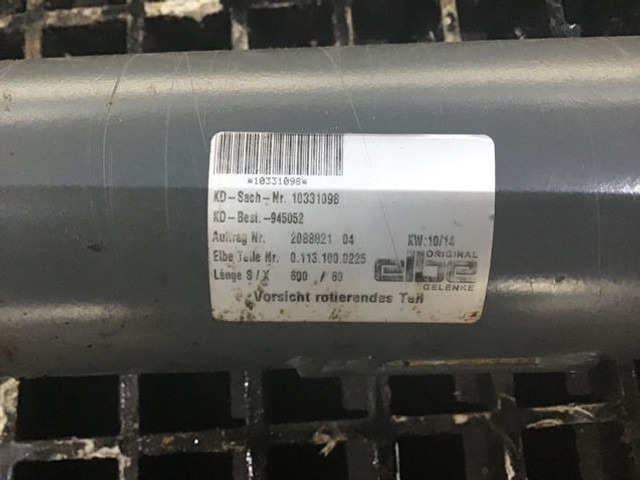 *10331098*
KD-Sach-Nr. 10331098
KD-Best.-945052
Auftrag Nr. 2088821 04 KW:10/14
Elbe Teile Nr. 0.113.100.0225
Länge S / X 600 / 60
elbe ORIGINAL GELENKE
Vorsicht rotierendes Teil